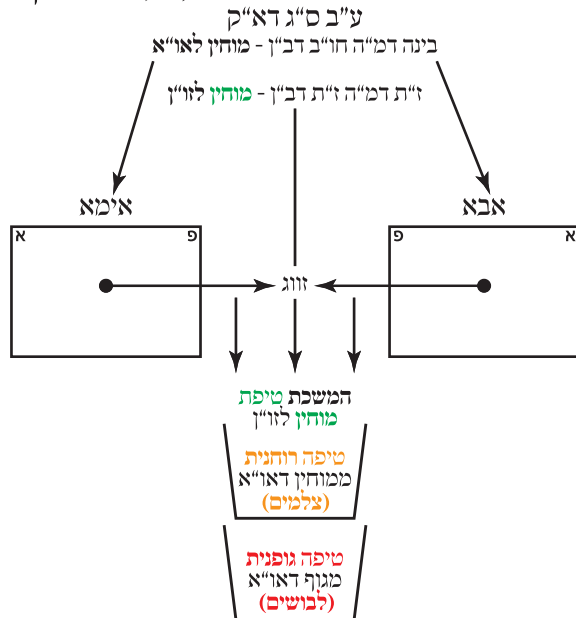 ע"ב ס"ג דא"ק
בינה דמ"ה חו"ב דב"ן - מוחין לאו"א
ז"ת דמ"ה ז"ת דב"ן - מוחין לזו"ן
אבא
אימא
פ א
א פ
זווג
המשכת טיפת
מוחין לזו"ן
טיפה רוחנית
ממוחין דאו"א
(צלמים)
טיפה גופנית
מגוף דאו"א
(לבושים)